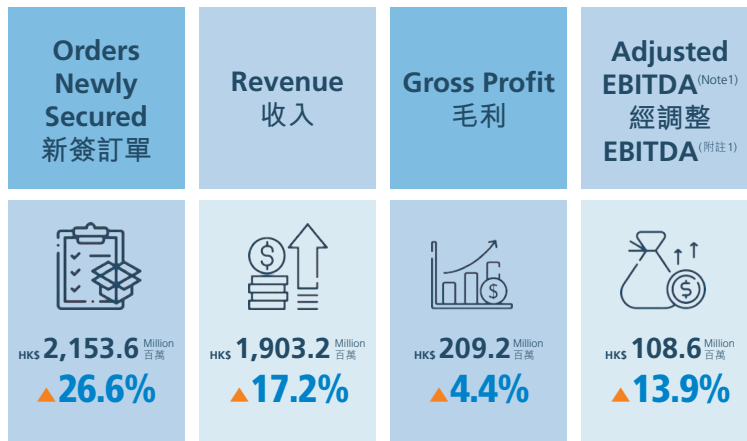 Orders
Newly
Secured
新簽訂單
Revenue
收入
Gross Profit
毛利
Adjusted
EBITDA(Note1)
經調整
EBITDA(附註1)
HK$ 2,153.6 Million 百萬
26.6%
HK$ 1,903.2 Million 百萬
17.2%
HK$ 209.2 Million 百萬
4.4%
HK$ 108.6 Million 百萬
13.9%